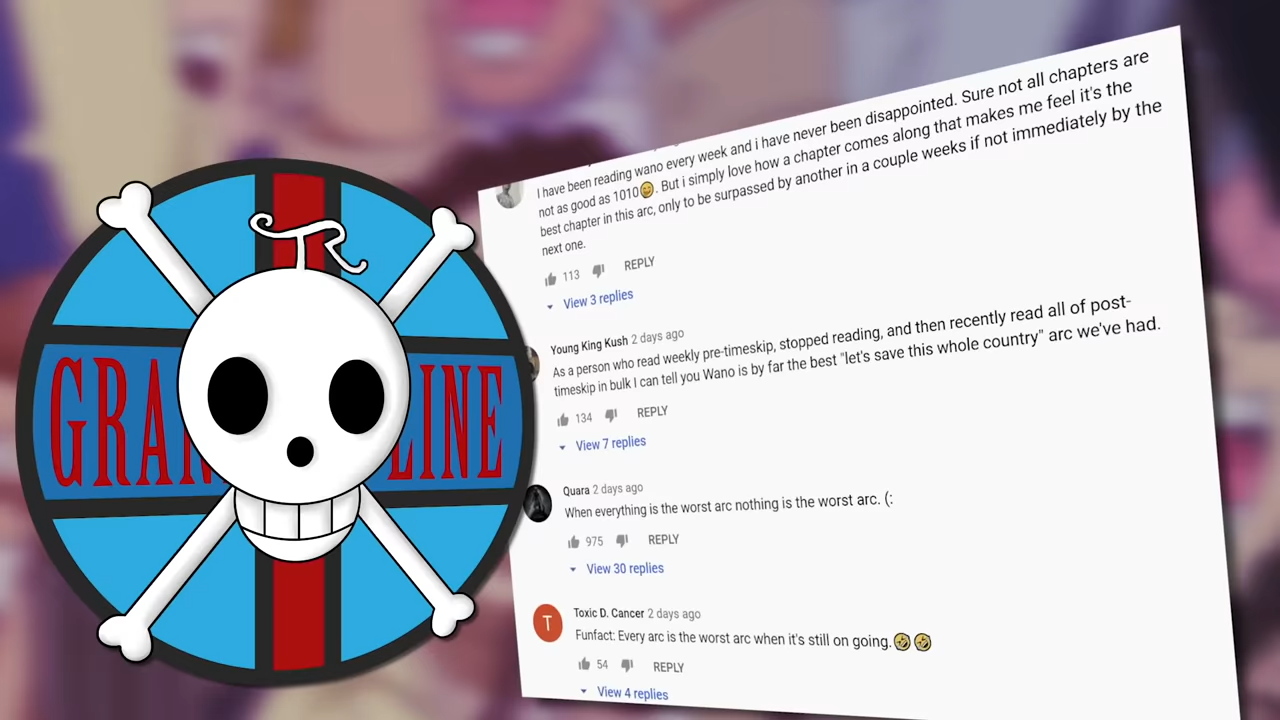 TR
GRAN LINE
I have been reading wano every week and i have never been disappointed. Sure not all chapters are
not as good as 1010😄. But i simply love how a chapter comes along that makes me feel it's the
best chapter in this arc, only to be surpassed by another in a couple weeks if not immediately by the
next one.
113 REPLY
View 3 replies
Young King Kush 2 days ago
As a person who read weekly pre-timeskip, stopped reading, and then recently read all of post-
timeskip in bulk I can tell you Wano is by far the best "let's save this whole country" arc we've had.
134 REPLY
View 7 replies
Quara 2 days ago
When everything is the worst arc nothing is the worst arc. (:
975 REPLY
View 30 replies
T
Toxic D. Cancer 2 days ago
Funfact: Every arc is the worst arc when it's still on going.🤣🤣
54 REPLY
View 4 replies